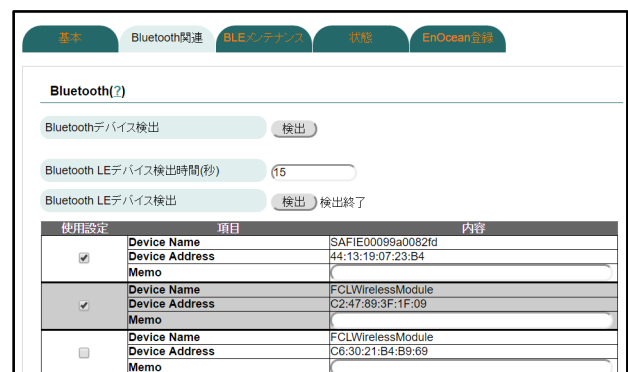 基本 Bluetooth関連 BLEメンテナンス 状態 EnOcean登録
Bluetooth(?)
Bluetoothデバイス検出 検出
Bluetooth LEデバイス検出時間(秒) 15
Bluetooth LEデバイス検出 検出 検出終了
使用設定 項目 内容
Device Name SAFIE00099a0082fd
Device Address 44:13:19:07:23:B4
Memo
Device Name FCLWirelessModule
Device Address C2:47:89:3F:1F:09
Memo
Device Name FCLWirelessModule
Device Address C6:30:21:B4:B9:69
Memo